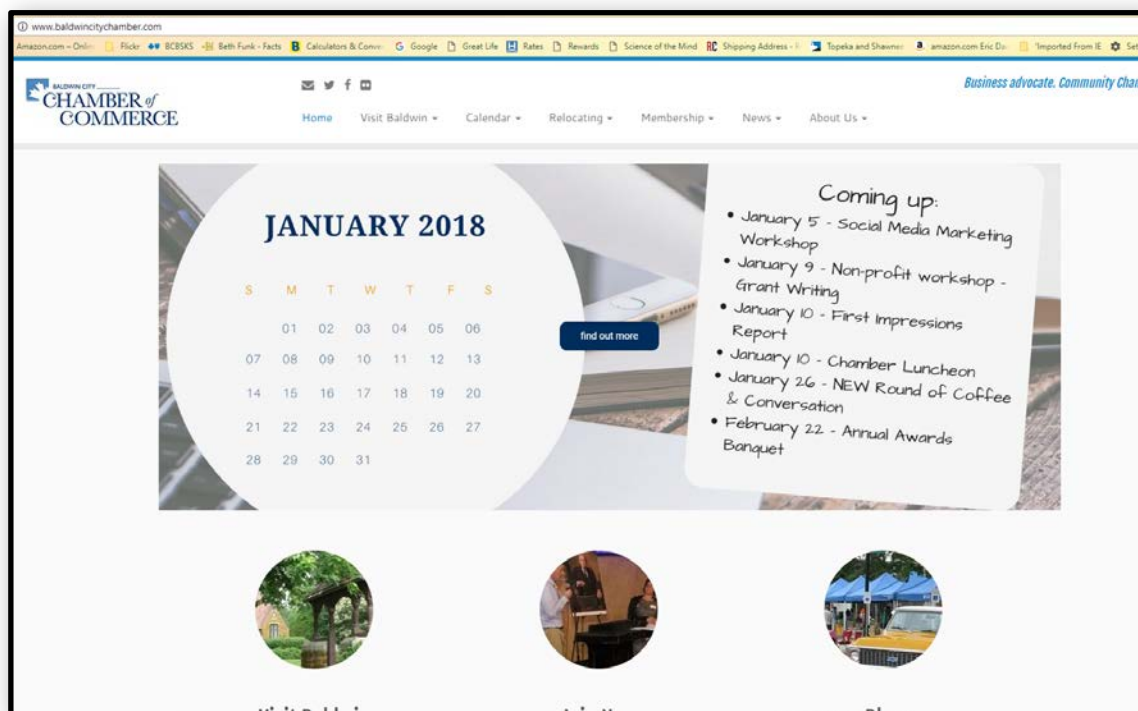 www.baldwincitychamber.com
Amazon.com – Onlin Flickr BCBSKS Beth Funk - Facts Calculators & Conve Google Great Life Rates Rewards Science of the Mind Shipping Address - R Topeka and Shawnee amazon.com Eric Da Imported From IE Set
BALDWIN CITY
CHAMBER of
COMMERCE
Business advocate. Community Cham
Home Visit Baldwin Calendar Relocating Membership News About Us
JANUARY 2018
S M T W T F S
01 02 03 04 05 06
07 08 09 10 11 12 13
14 15 16 17 18 19 20
21 22 23 24 25 26 27
28 29 30 31
find out more
Coming up:
• January 5 - Social Media Marketing
Workshop
• January 9 - Non-profit workshop -
Grant Writing
• January 10 - First Impressions
Report
• January 10 - Chamber Luncheon
• January 26 - NEW Round of Coffee
& Conversation
• February 22 - Annual Awards
Banquet